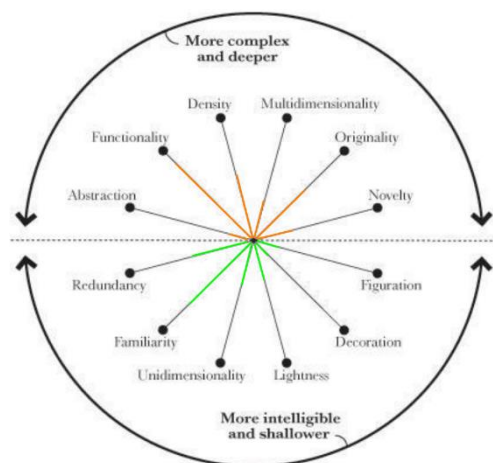 More complex
and deeper
Density
Multidimensionality
Functionality
Originality
Abstraction
Novelty
Redundancy
Figuration
Familiarity
Decoration
Unidimensionality
Lightness
More intelligible
and shallower